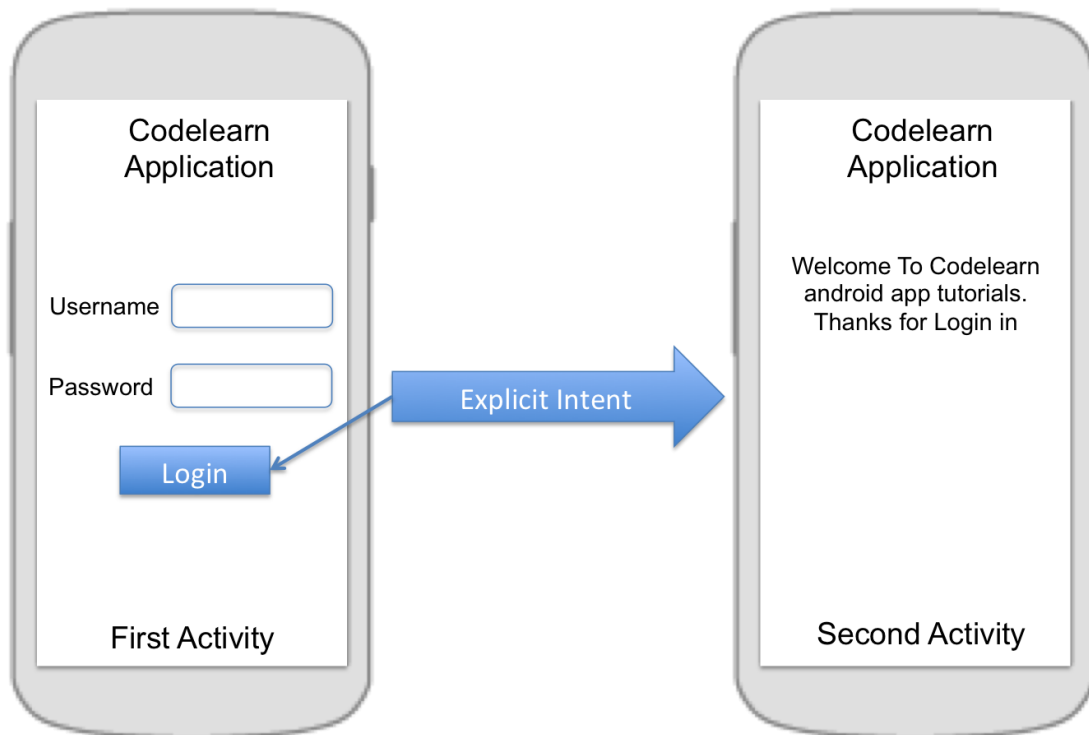 Codelearn
Application
Username
Password
Login
First Activity
Explicit Intent
Codelearn
Application
Welcome To Codelearn
android app tutorials.
Thanks for Login in
Second Activity